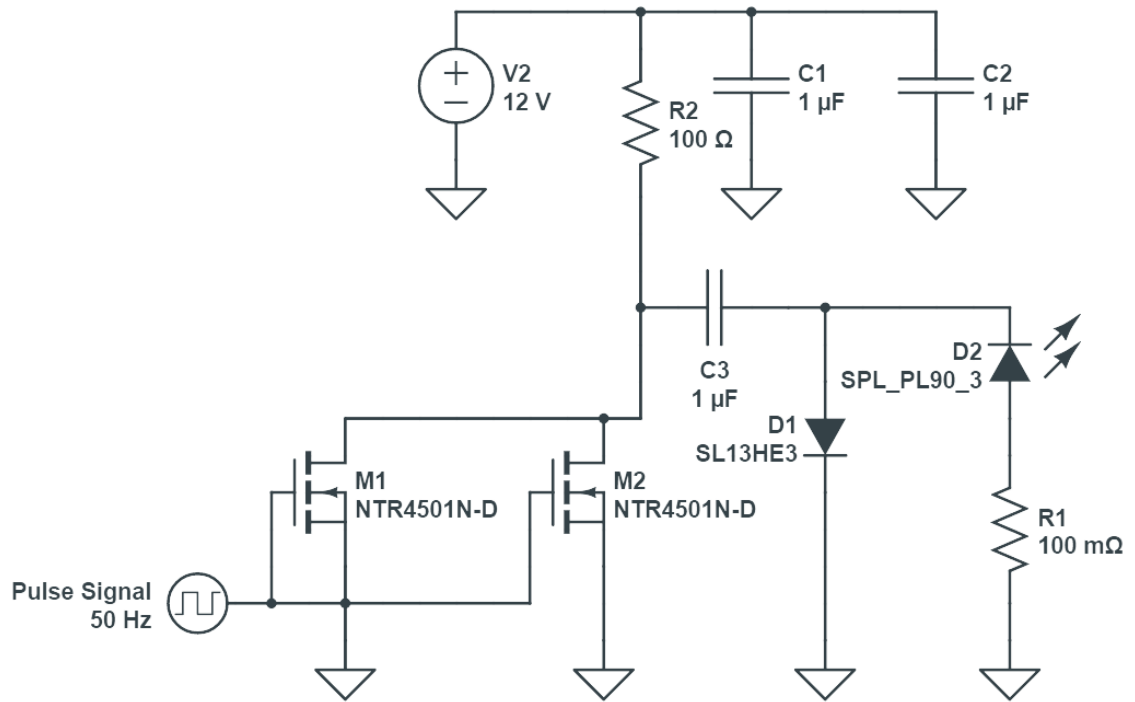 V2
12 V
R2
100 Ω
C1
1 µF
C2
1 µF
C3
1 µF
D2
SPL_PL90_3
D1
SL13HE3
M1
NTR4501N-D
M2
NTR4501N-D
R1
100 mΩ
Pulse Signal
50 Hz